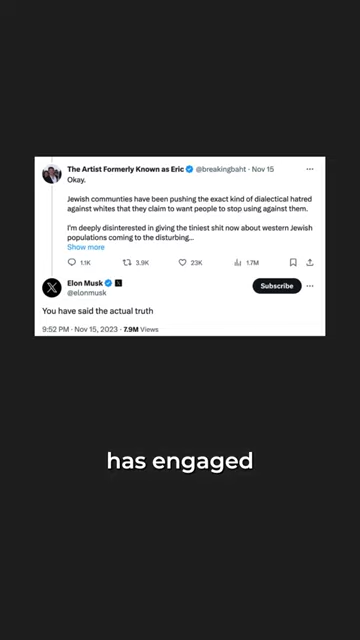 The Artist Formerly Known as Eric @breakingbaht · Nov 15
Okay.
Jewish communties have been pushing the exact kind of dialectical hatred
against whites that they claim to want people to stop using against them.
I'm deeply disinterested in giving the tiniest shit now about western Jewish
populations coming to the disturbing...
Show more
1.1K 3.9K 23K 1.7M
Elon Musk
@elonmusk
Subscribe
You have said the actual truth
9:52 PM · Nov 15, 2023 · 7.9M Views
has engaged